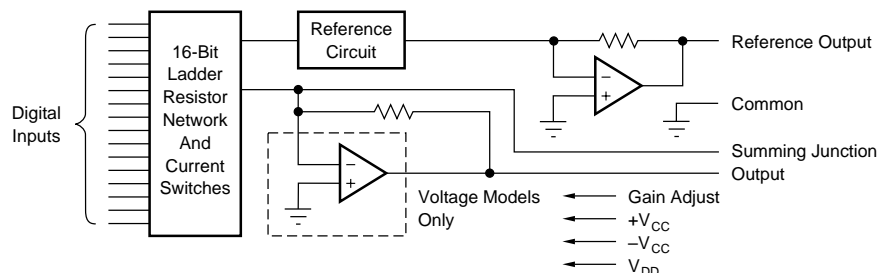 Digital
Inputs
16-Bit
Ladder
Resistor
Network
And
Current
Switches
Reference
Circuit
−
+
−
+
Voltage Models
Only
Reference Output
Common
Summing Junction
Output
Gain Adjust
+VCC
−VCC
VDD